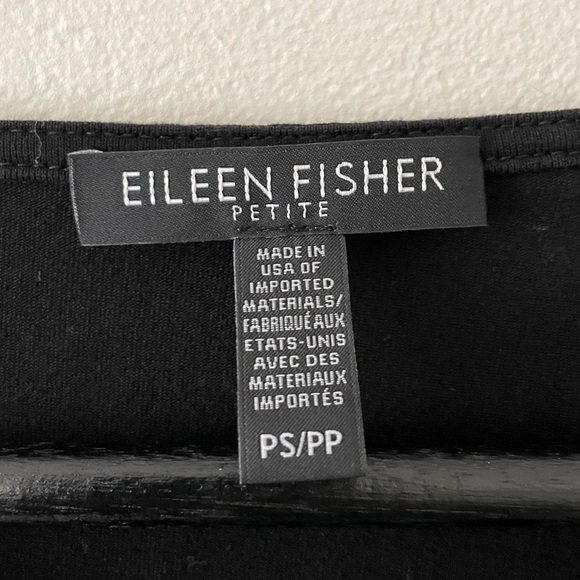 EILEEN FISHER
PETITE
MADE IN
USA OF
IMPORTED
MATERIALS/
FABRIQUÉ AUX
ETATS-UNIS
AVEC DES
MATERIAUX
IMPORTÉS
PS/PP